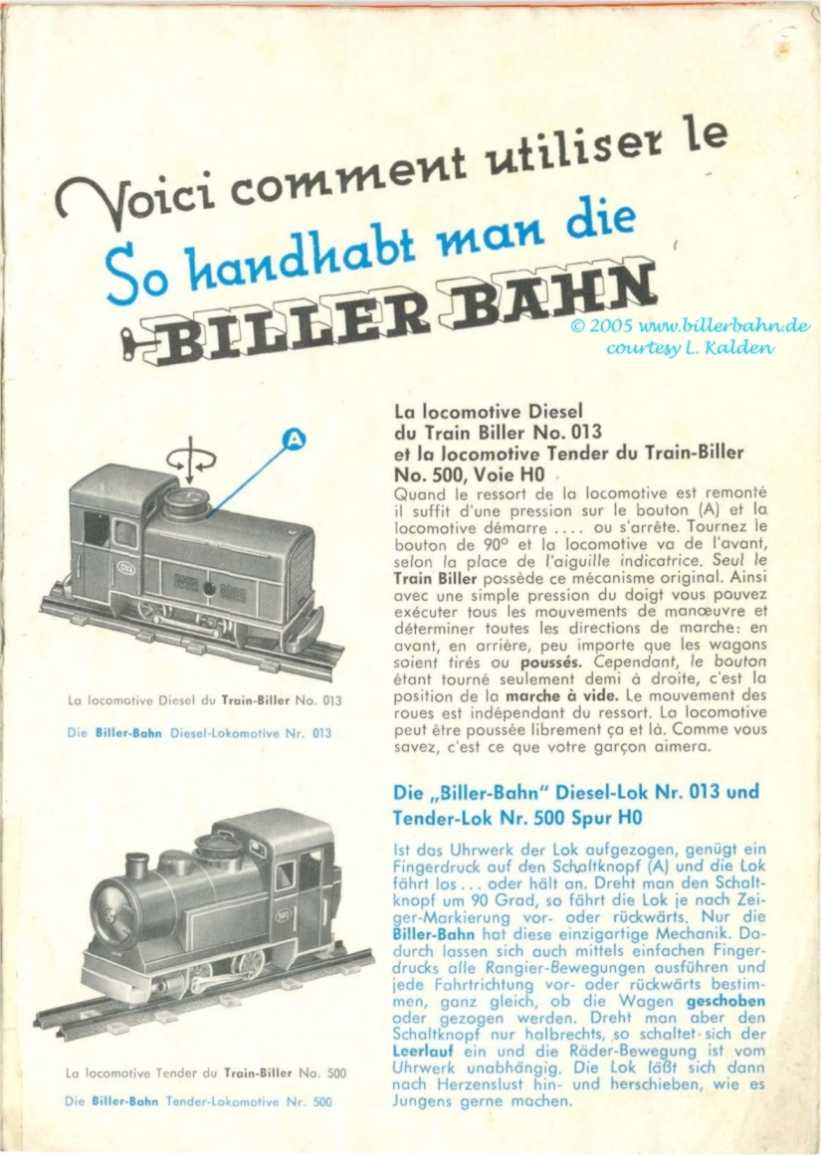 Voici comment utiliser le
So handhabt man die
BILLER BAHN
© 2005 www.billerbahn.de
courtesy L. Kalden
A
La locomotive Diesel du Train-Biller No. 013
Die Biller-Bahn Diesel-Lokomotive Nr. 013
La locomotive Tender du Train-Biller No. 500
Die Biller-Bahn Tender-Lokomotive Nr. 500
La locomotive Diesel
du Train Biller No. 013
et la locomotive Tender du Train-Biller
No. 500, Voie H0
Quand le ressort de la locomotive est remonté
il suffit d'une pression sur le bouton (A) et la
locomotive démarre .... ou s'arrête. Tournez le
bouton de 90° et la locomotive va de l'avant,
selon la place de l'aiguille indicatrice. Seul le
Train Biller possède ce mécanisme original. Ainsi
avec une simple pression du doigt vous pouvez
exécuter tous les mouvements de manœuvre et
déterminer toutes les directions de marche: en
avant, en arrière, peu importe que les wagons
soient tirés ou poussés. Cependant, le bouton
étant tourné seulement demi à droite, c'est la
position de la marche à vide. Le mouvement des
roues est indépendant du ressort. La locomotive
peut être poussée librement ça et là. Comme vous
savez, c'est ce que votre garçon aimera.
Die „Biller-Bahn" Diesel-Lok Nr. 013 und
Tender-Lok Nr. 500 Spur H0
Ist das Uhrwerk der Lok aufgezogen, genügt ein
Fingerdruck auf den Schaltknopf (A) und die Lok
fährt los... oder hält an. Dreht man den Schalt-
knopf um 90 Grad, so fährt die Lok je nach Zei-
ger-Markierung vor- oder rückwärts. Nur die
Biller-Bahn hat diese einzigartige Mechanik. Da-
durch lassen sich auch mittels einfachen Finger-
drucks alle Rangier-Bewegungen ausführen und
jede Fahrtrichtung vor- oder rückwärts bestim-
men, ganz gleich, ob die Wagen geschoben
oder gezogen werden. Dreht man aber den
Schaltknopf nur halbrechts, so schaltet sich der
Leerlauf ein und die Räder-Bewegung ist vom
Uhrwerk unabhängig. Die Lok läßt sich dann
nach Herzenslust hin- und herschieben, wie es
Jungens gerne machen.